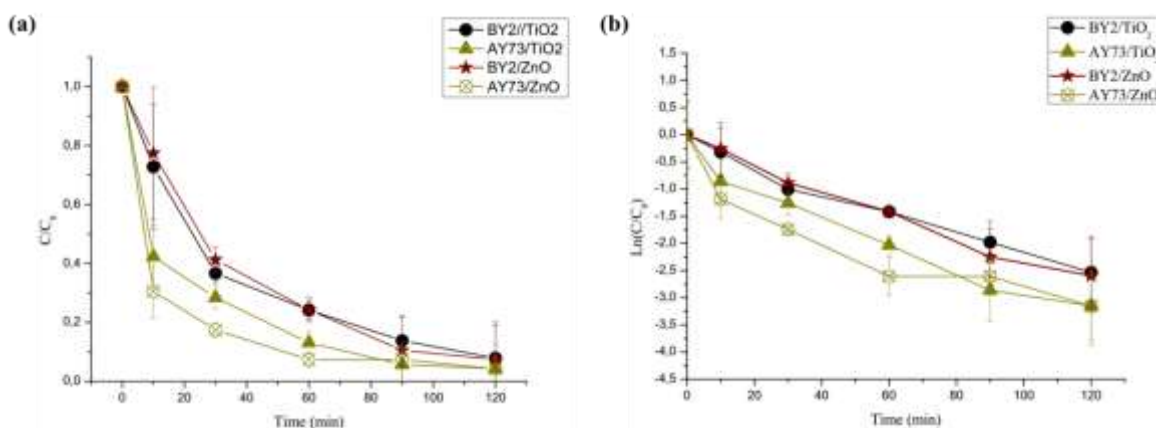 (a)
BY2//TiO2
AY73/TiO2
BY2/ZnO
AY73/ZnO
1,0
0,8
0,6
0,4
0,2
0,0
C/C₀
0 20 40 60 80 100 120
Time (min)
(b)
BY2/TiO₂
AY73/TiO
BY2/ZnO
AY73/ZnO
1.5
1.0
0.5
0.0
-0.5
-1.0
-1.5
-2.0
-2.5
-3.0
-3.5
-4.0
-4.5
Ln(C/C₀)
0 20 40 60 80 100 120
Time (min)